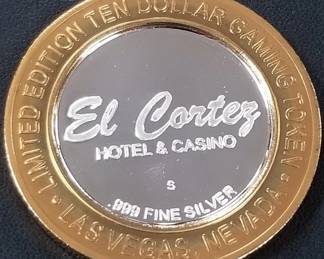 LIMITED EDITION TEN DOLLAR GAMING TOKEN
El Cortez
HOTEL & CASINO
S
.999 FINE SILVER
LAS VEGAS, NEVADA